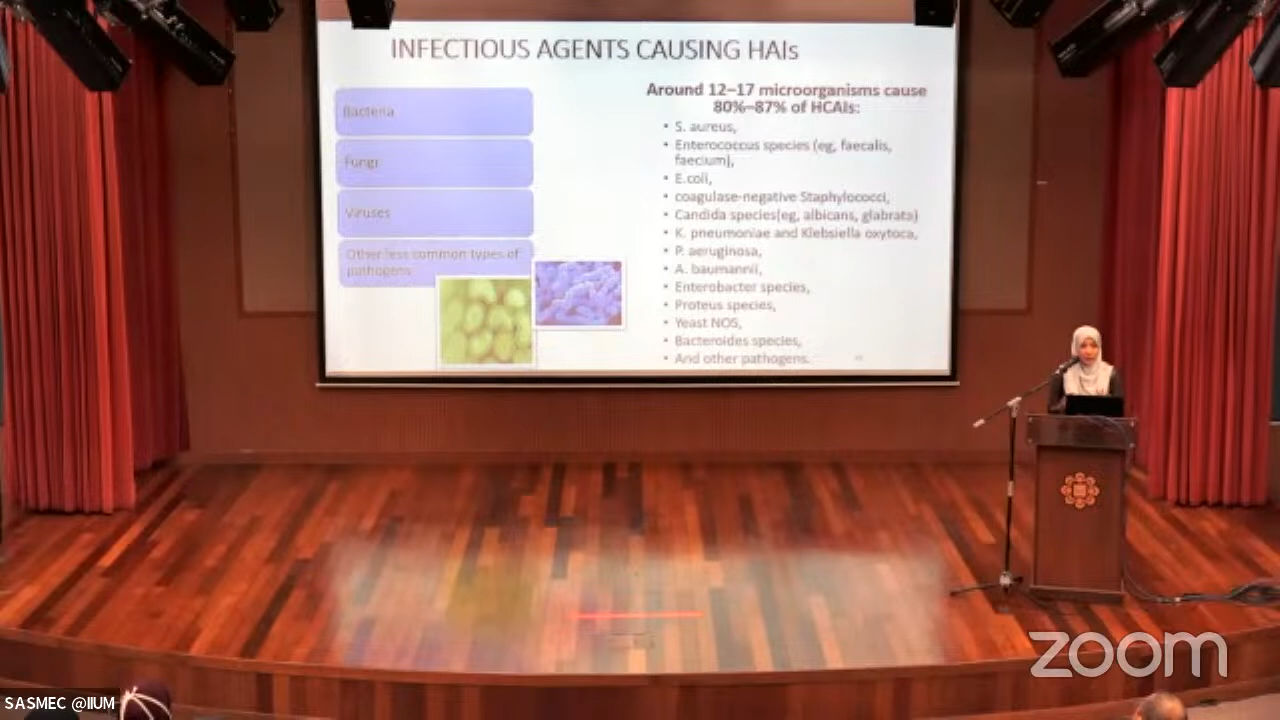 INFECTIOUS AGENTS CAUSING HAIs
Bacteria
Fungi
Viruses
Other less common types of
pathogens
Around 12–17 microorganisms cause
80%–87% of HCAIs:
• S. aureus,
• Enterococcus species (eg, faecalis,
faecium),
• E.coli,
• coagulase-negative Staphylococci,
• Candida species(eg, albicans, glabrata)
• K. pneumoniae and Klebsiella oxytoca,
• P. aeruginosa,
• A. baumannii,
• Enterobacter species,
• Proteus species,
• Yeast NOS,
• Bacteroides species,
• And other pathogens.
zoom
SASMEC @IIUM